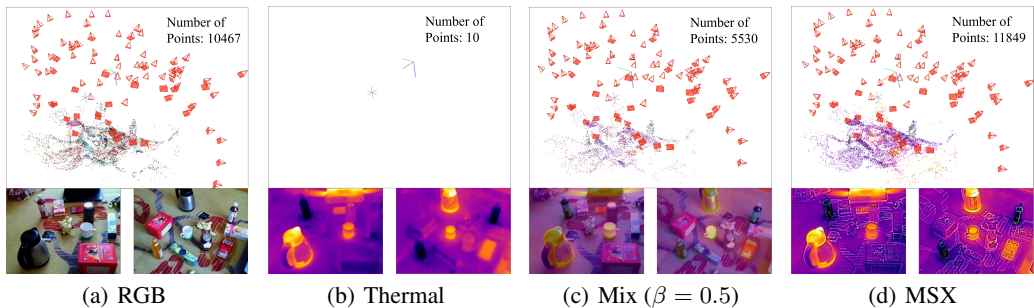 Number of
Points: 10467
Number of
Points: 10
Number of
Points: 5530
Number of
Points: 11849
(a) RGB
(b) Thermal
(c) Mix (β = 0.5)
(d) MSX